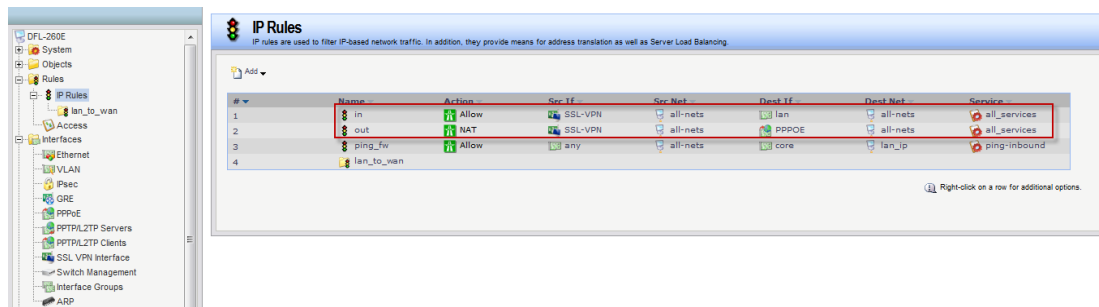 DFL-260E
System
Objects
Rules
IP Rules
lan_to_wan
Access
Interfaces
Ethernet
VLAN
IPsec
GRE
PPPoE
PPTP/L2TP Servers
PPTP/L2TP Clients
SSL VPN Interface
Switch Management
Interface Groups
ARP
IP Rules
IP rules are used to filter IP-based network traffic. In addition, they provide means for address translation as well as Server Load Balancing.
Add
# Name Action Src If Src Net Dest If Dest Net Service
1 in Allow SSL-VPN all-nets lan all-nets all_services
2 out NAT SSL-VPN all-nets PPPOE all-nets all_services
3 ping_fw Allow any all-nets core lan_ip ping-inbound
4 lan_to_wan
Right-click on a row for additional options.